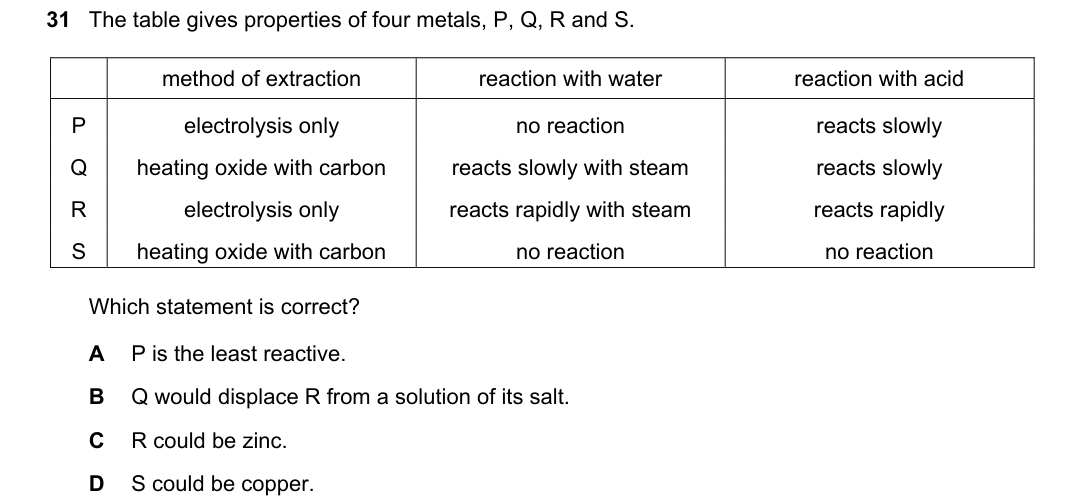 31 The table gives properties of four metals, P, Q, R and S.
method of extraction reaction with water reaction with acid
P electrolysis only no reaction reacts slowly
Q heating oxide with carbon reacts slowly with steam reacts slowly
R electrolysis only reacts rapidly with steam reacts rapidly
S heating oxide with carbon no reaction no reaction
Which statement is correct?
A P is the least reactive.
B Q would displace R from a solution of its salt.
C R could be zinc.
D S could be copper.